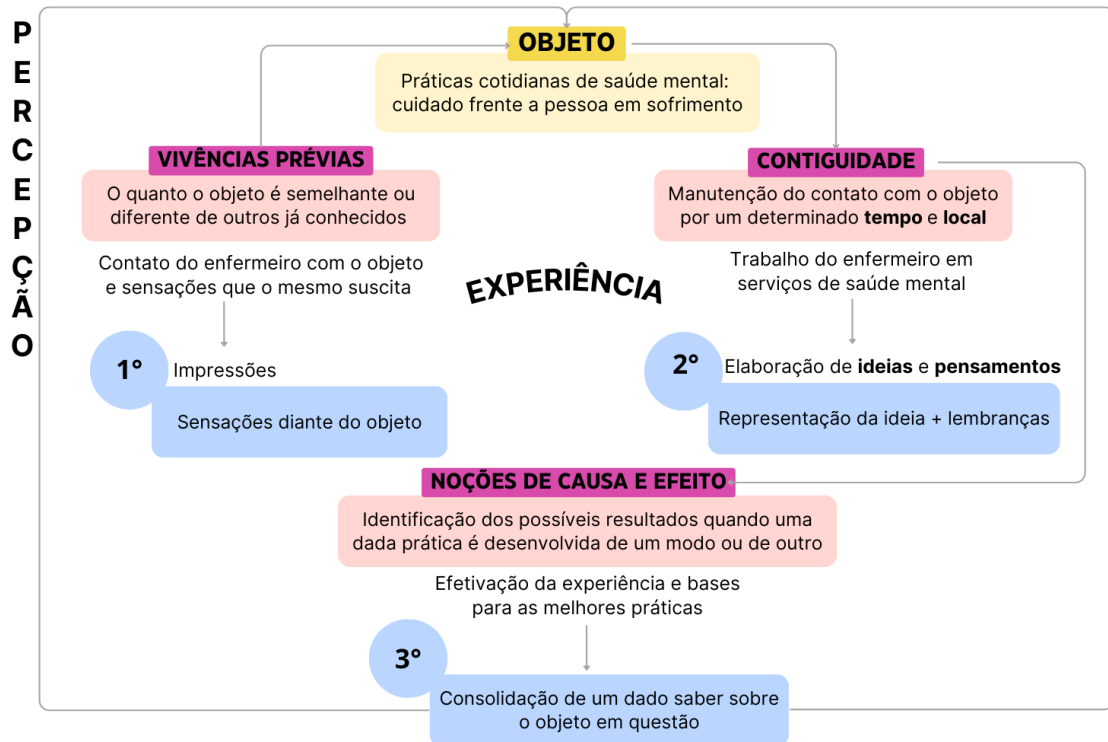 PERCEPÇÃO
OBJETO
Práticas cotidianas de saúde mental:
cuidado frente a pessoa em sofrimento
VIVÊNCIAS PRÉVIAS
O quanto o objeto é semelhante ou
diferente de outros já conhecidos
Contato do enfermeiro com o objeto
e sensações que o mesmo suscita
1°
Impressões
Sensações diante do objeto
EXPERIÊNCIA
CONTIGUIDADE
Manutenção do contato com o objeto
por um determinado tempo e local
Trabalho do enfermeiro em
serviços de saúde mental
2°
Elaboração de ideias e pensamentos
Representação da ideia + lembranças
NOÇÕES DE CAUSA E EFEITO
Identificação dos possíveis resultados quando uma
dada prática é desenvolvida de um modo ou de outro
Efetivação da experiência e bases
para as melhores práticas
3°
Consolidação de um dado saber sobre
o objeto em questão